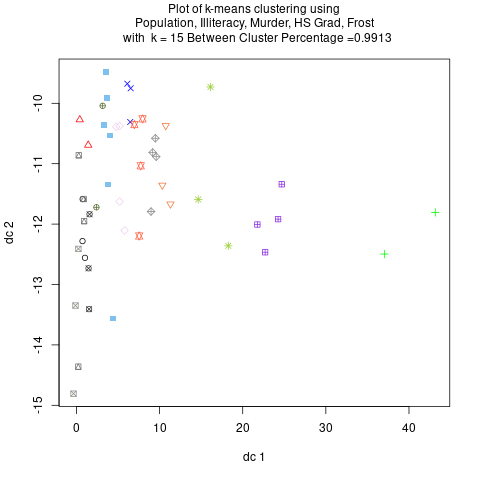 Plot of k-means clustering using
Population, Illiteracy, Murder, HS Grad, Frost
with k = 15 Between Cluster Percentage =0.9913
dc 2
-10
-11
-12
-13
-14
-15
0
10
20
30
40
dc 1